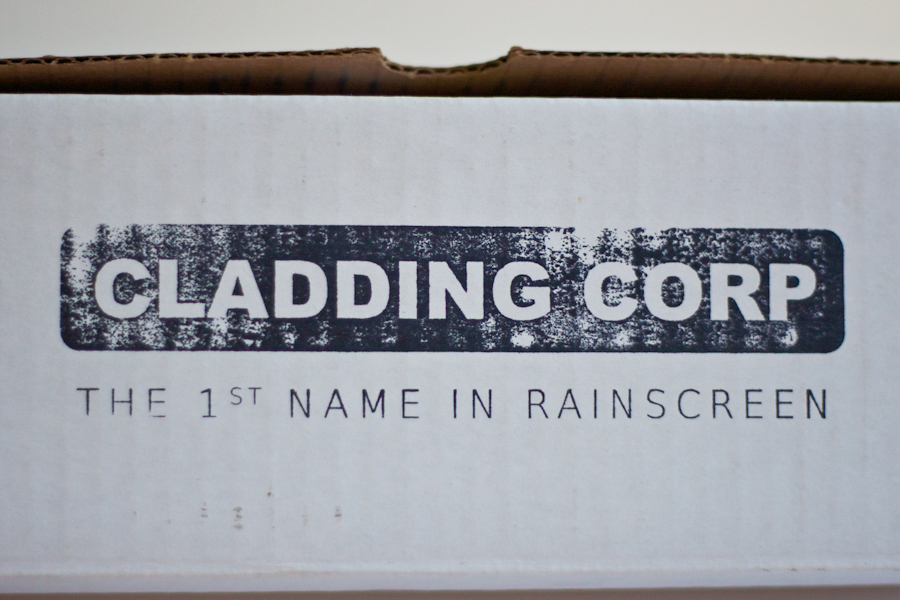 CLADDING CORP
THE 1ST NAME IN RAINSCREEN